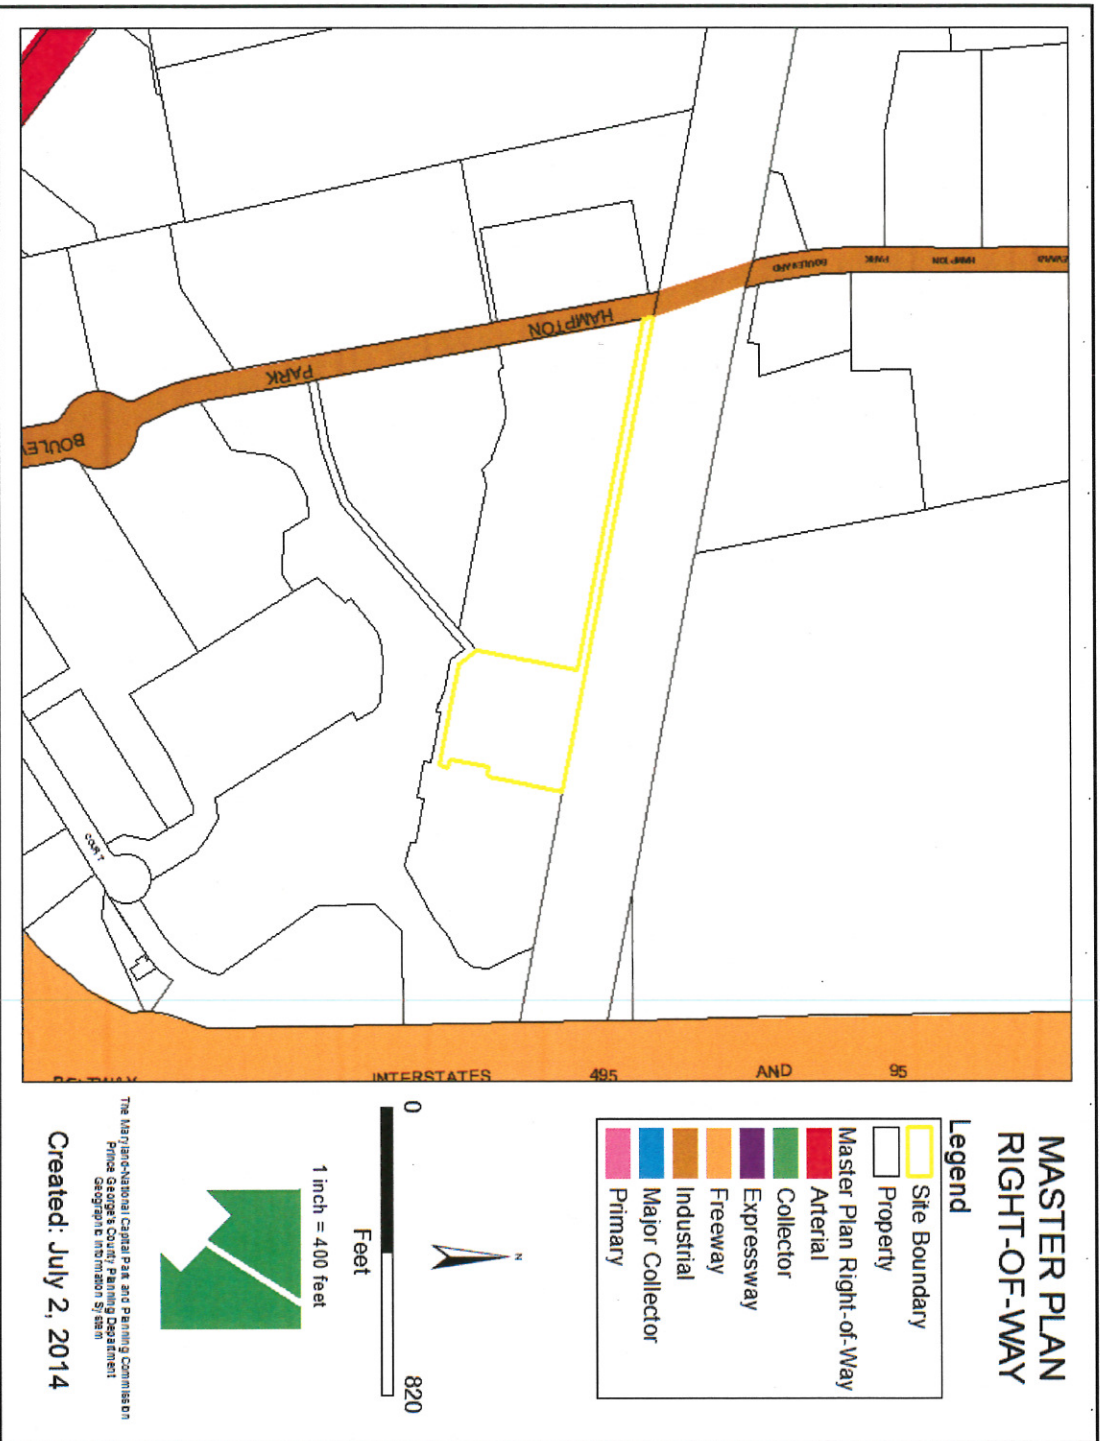 MASTER PLAN
RIGHT-OF-WAY
Legend
Site Boundary
Property
Master Plan Right-of-Way
Arterial
Collector
Expressway
Freeway
Industrial
Major Collector
Primary
N
0 820
Feet
1 inch = 400 feet
The Maryland-National Capital Park and Planning Commission
Prince George's County Planning Department
Geographic Information System
Created: July 2, 2014
HAMPTON
PARK
BOULEVARD
HAMPTON
PARK
BOULEV
COURT
95
AND
495
INTERSTATES
BELTWAY